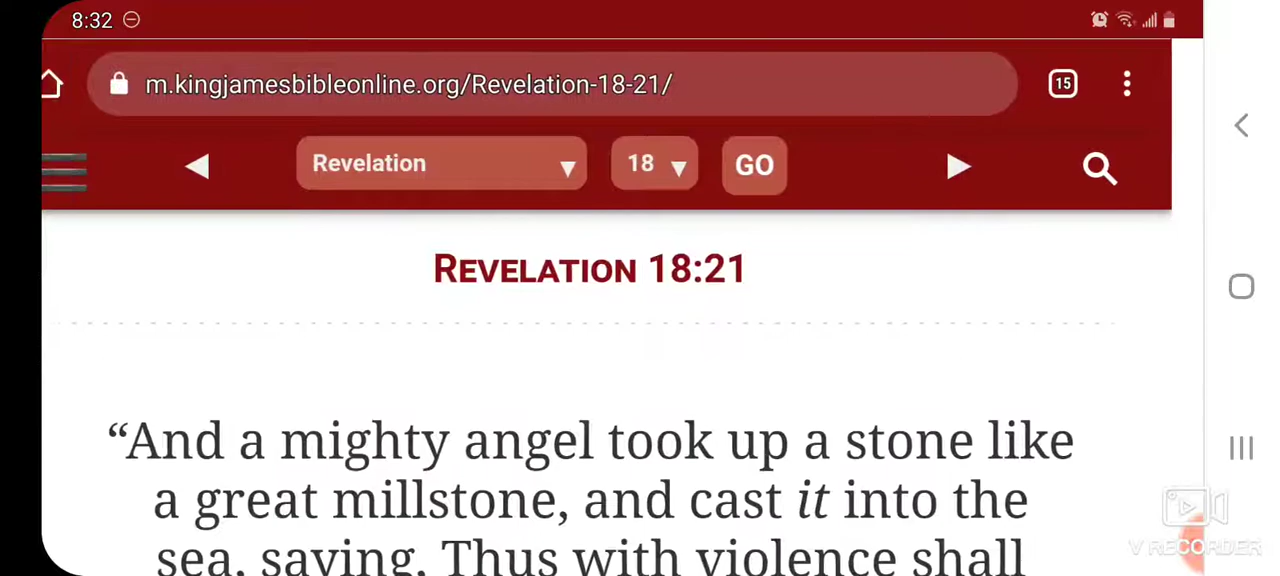 8:32
m.kingjamesbibleonline.org/Revelation-18-21/
15
Revelation
18
GO
REVELATION 18:21
“And a mighty angel took up a stone like
a great millstone, and cast it into the
sea, saying, Thus with violence shall
V RECORDER